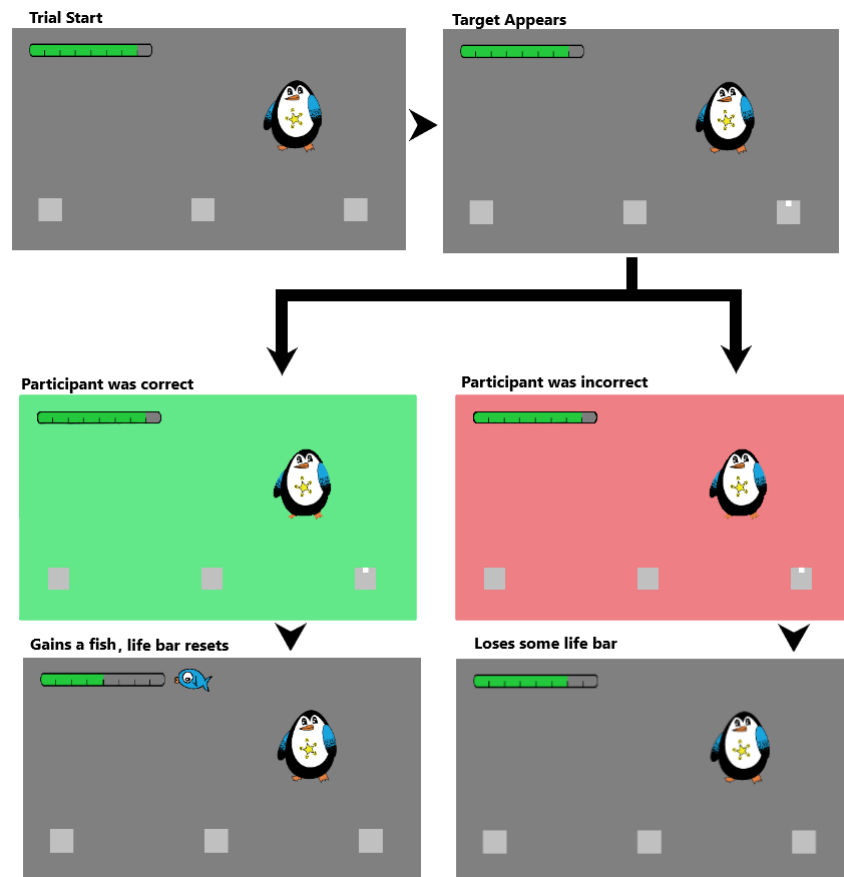 Trial Start
Target Appears
Participant was correct
Participant was incorrect
Gains a fish, life bar resets
Loses some life bar